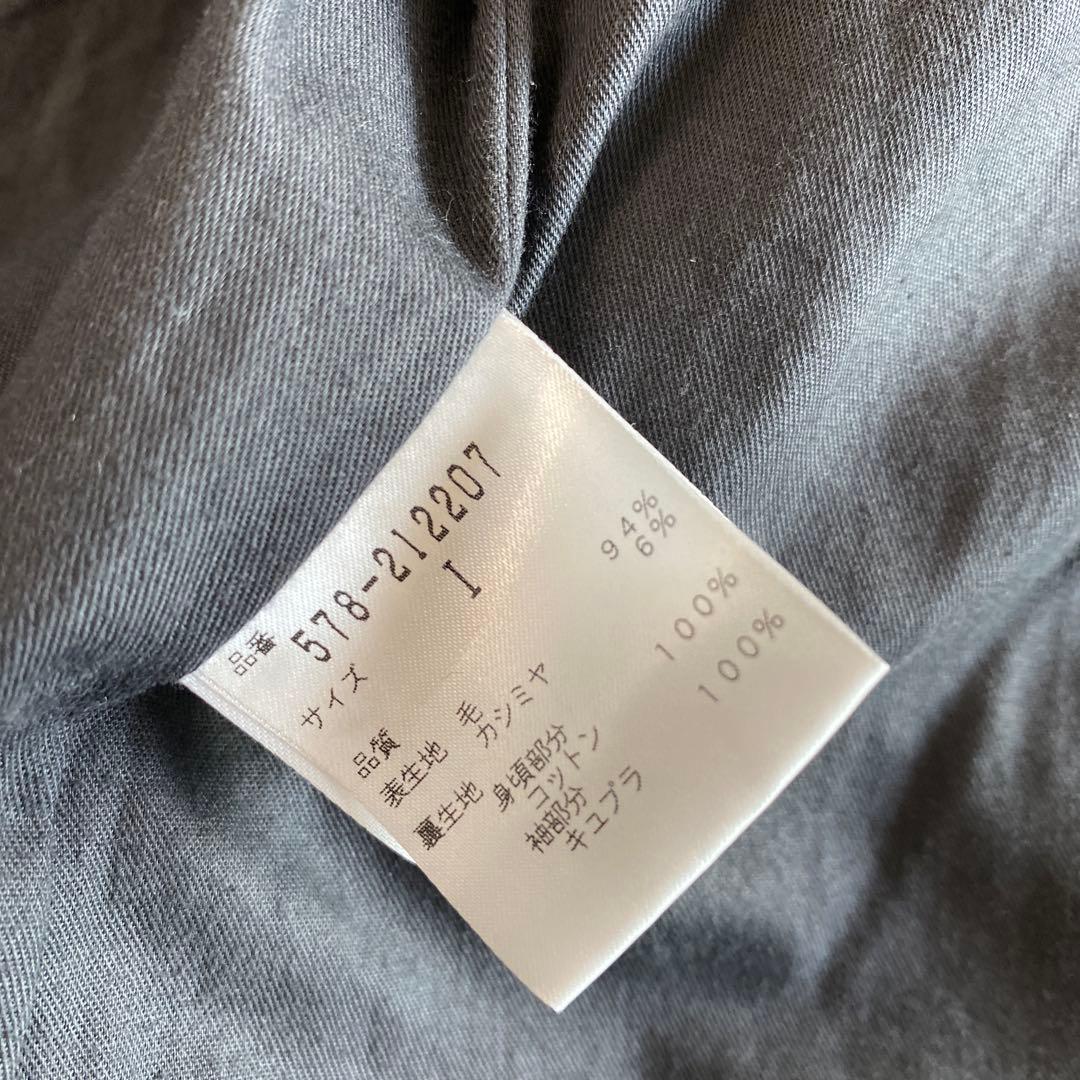 品番 578-212207
サイズ I
品質
表生地 毛 94%
カシミヤ 6%
裏生地 身頃部分
コットン 100%
袖部分
キュプラ 100%